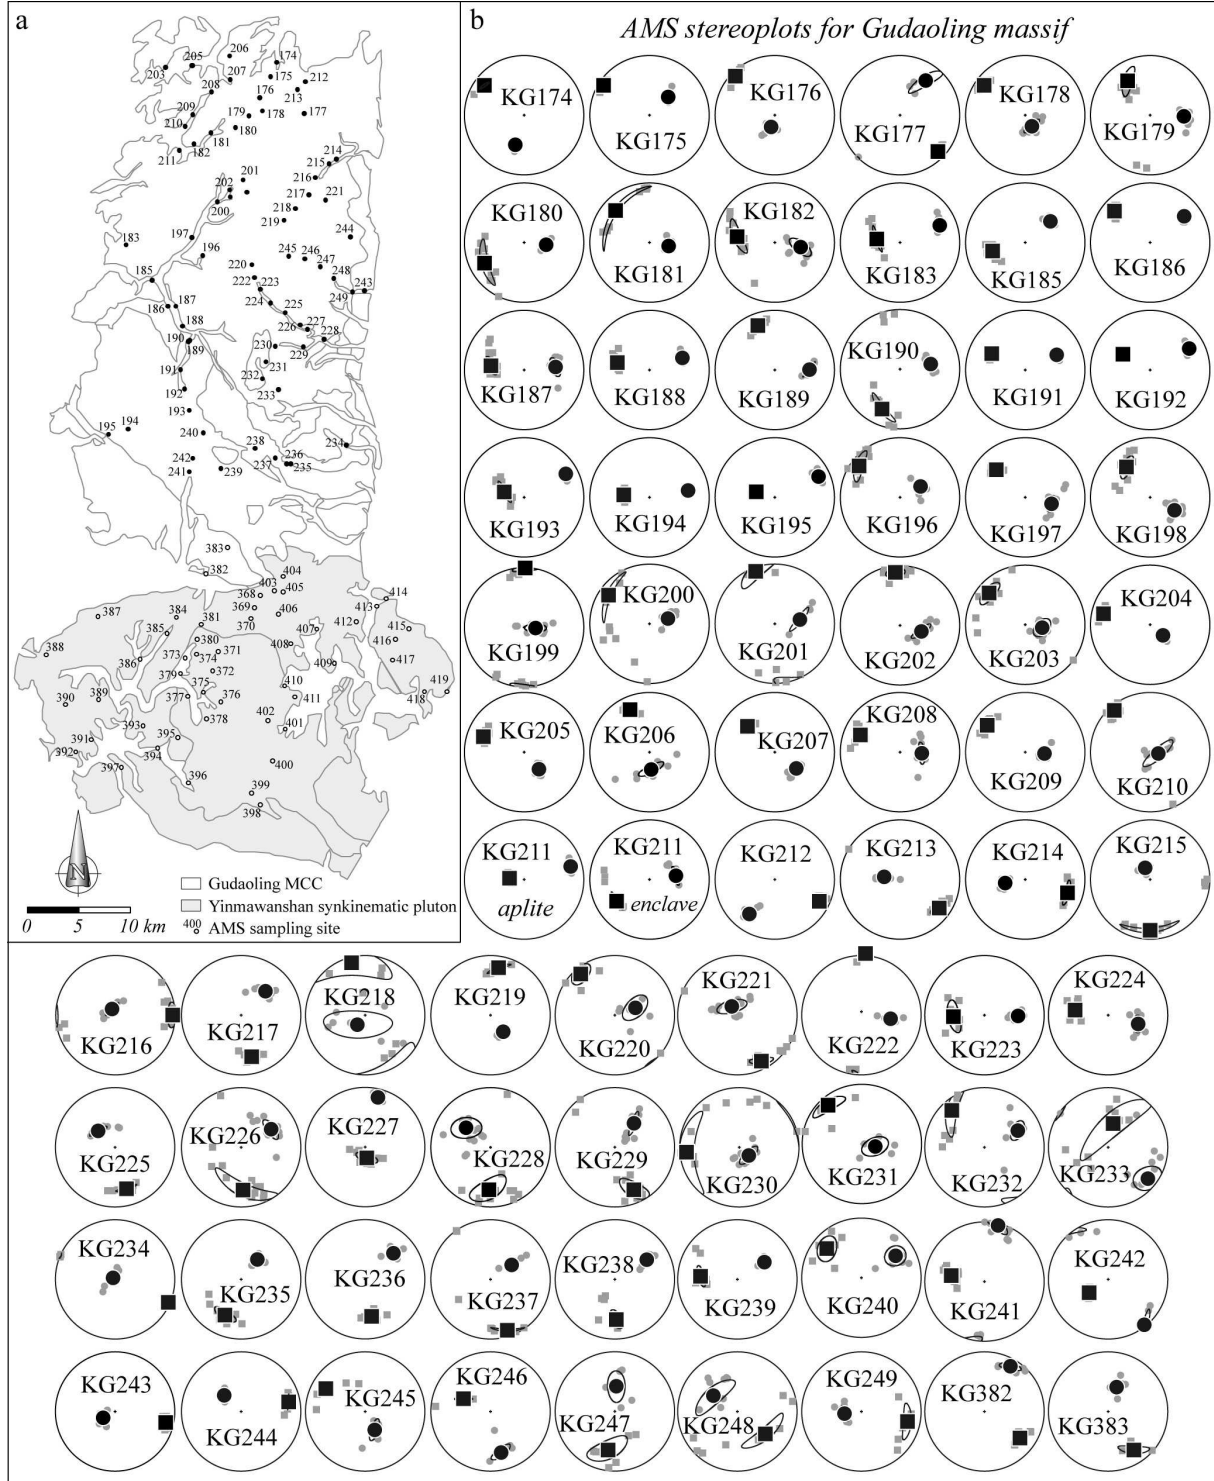 a
b
AMS stereoplots for Gudaoling massif
203
205
206
174
207
175
212
208
176
213
209
179
178
177
210
180
181
211
182
214
215
201
216
202
217
221
200
218
219
183
197
196
244
245
246
220
247
185
222
223
248
243
249
224
186
187
225
188
227
226
228
190
189
230
229
191
231
232
192
233
193
195
194
240
238
234
242
237
236
241
239
235
383
382
404
403
405
368
414
387
384
369
413
381
370
406
385
407
412
415
380
388
408
416
386
373
374
371
372
409
417
379
375
410
419
390
389
377
376
411
418
378
402
393
401
391
395
392
394
397
400
396
399
398
N
0
5
10 km
Gudaoling MCC
Yinmawanshan synkinematic pluton
400
AMS sampling site
KG174
KG175
KG176
KG177
KG178
KG179
KG180
KG181
KG182
KG183
KG185
KG186
KG187
KG188
KG189
KG190
KG191
KG192
KG193
KG194
KG195
KG196
KG197
KG198
KG199
KG200
KG201
KG202
KG203
KG204
KG205
KG206
KG207
KG208
KG209
KG210
KG211
aplite
KG211
enclave
KG212
KG213
KG214
KG215
KG216
KG217
KG218
KG219
KG220
KG221
KG222
KG223
KG224
KG225
KG226
KG227
KG228
KG229
KG230
KG231
KG232
KG233
KG234
KG235
KG236
KG237
KG238
KG239
KG240
KG241
KG242
KG243
KG244
KG245
KG246
KG247
KG248
KG249
KG382
KG383